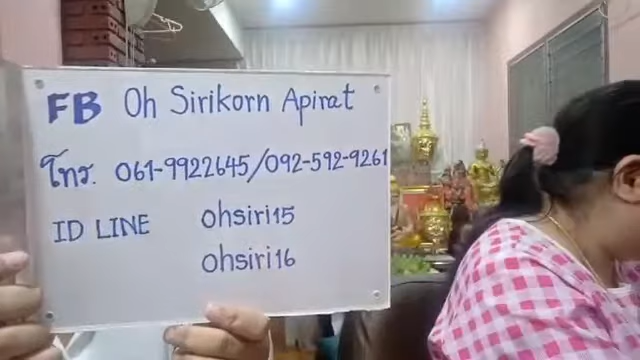 FB Oh Sirikorn Apirat
โทร. 061-9922645/092-592-9261
ID LINE ohsiri15
ohsiri16